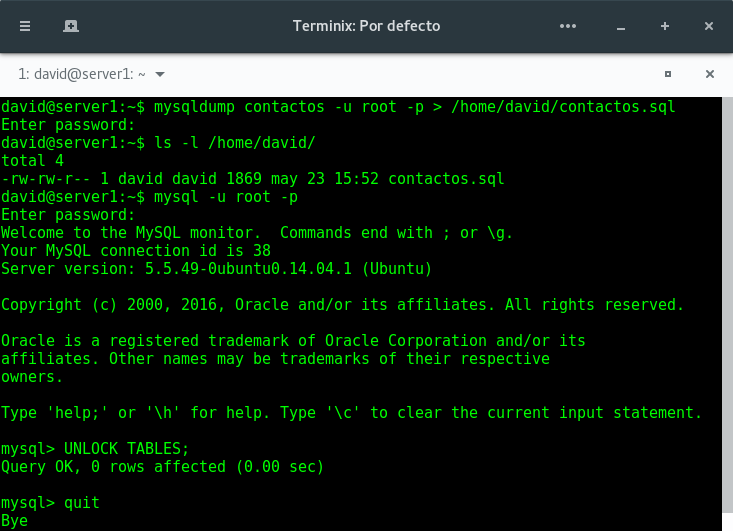 Terminix: Por defecto
1: david@server1: ~
david@server1:~$ mysqldump contactos -u root -p > /home/david/contactos.sql
Enter password:
david@server1:~$ ls -l /home/david/
total 4
-rw-rw-r-- 1 david david 1869 may 23 15:52 contactos.sql
david@server1:~$ mysql -u root -p
Enter password:
Welcome to the MySQL monitor.  Commands end with ; or \g.
Your MySQL connection id is 38
Server version: 5.5.49-0ubuntu0.14.04.1 (Ubuntu)
Copyright (c) 2000, 2016, Oracle and/or its affiliates. All rights reserved.
Oracle is a registered trademark of Oracle Corporation and/or its
affiliates. Other names may be trademarks of their respective
owners.
Type 'help;' or '\h' for help. Type '\c' to clear the current input statement.
mysql> UNLOCK TABLES;
Query OK, 0 rows affected (0.00 sec)
mysql> quit
Bye